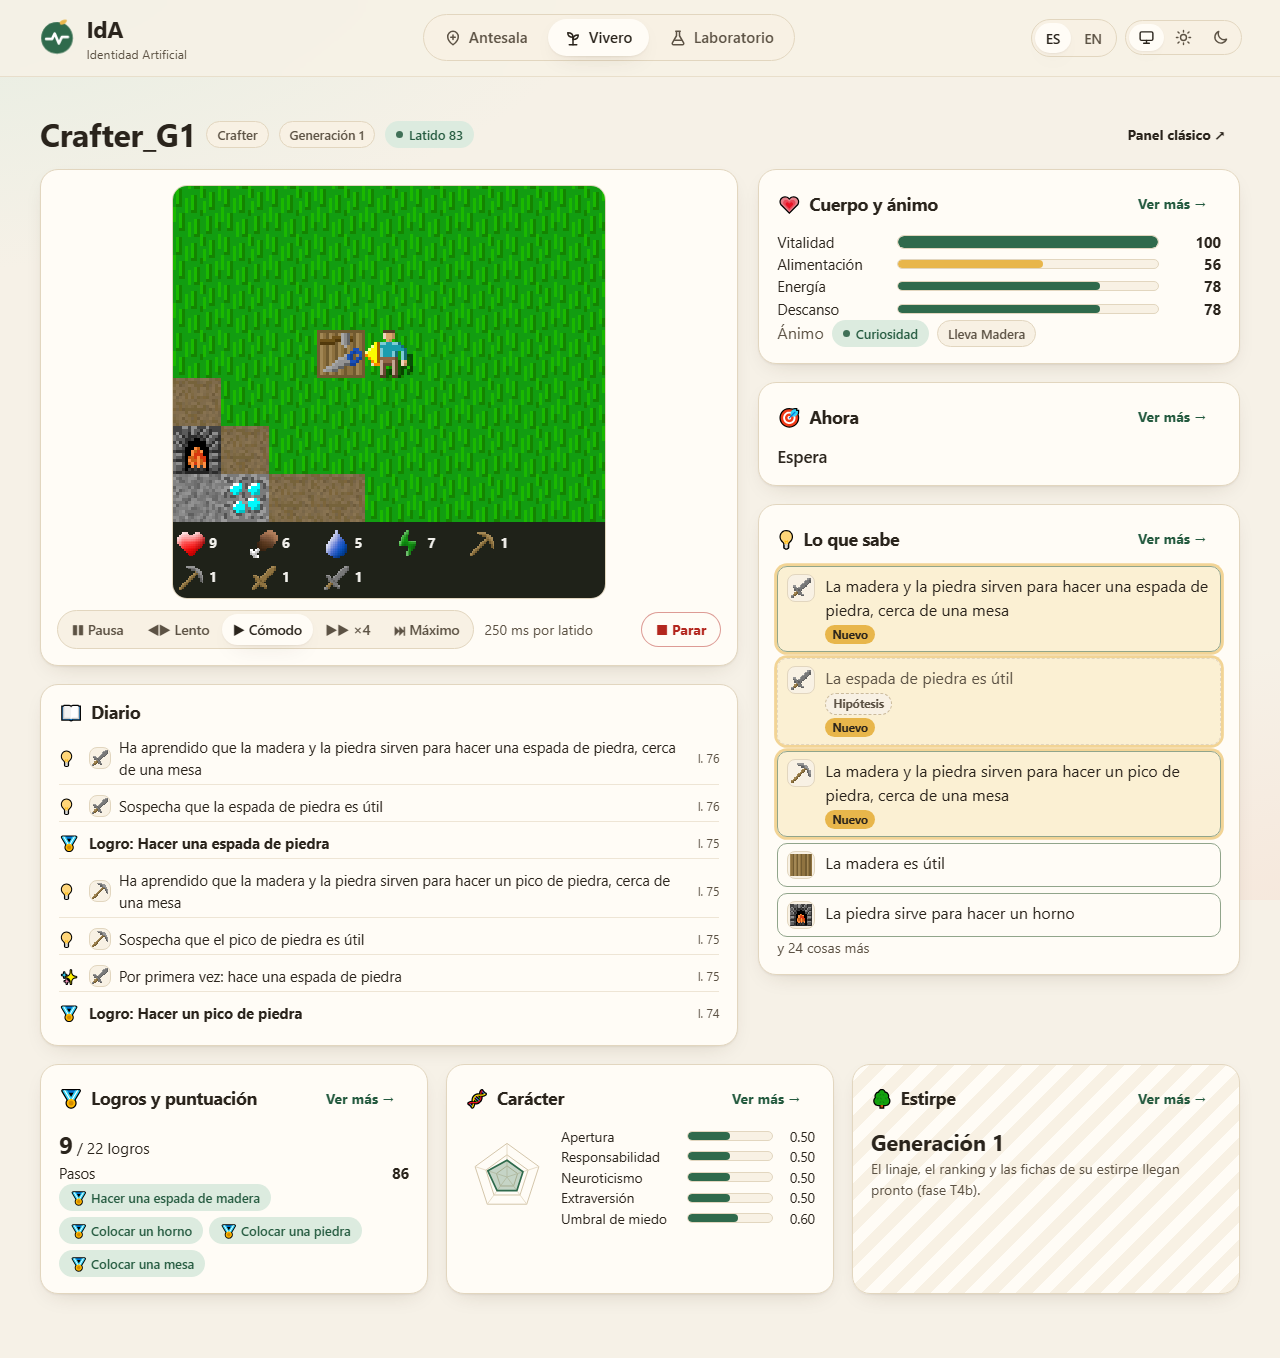 IdA
Identidad Artificial
Antesala
Vivero
Laboratorio
ES
EN
Crafter_G1
Crafter
Generación 1
Latido 83
Panel clásico ↗
9
6
5
7
1
1
1
1
Pausa
Lento
Cómodo
×4
Máximo
250 ms por latido
Parar
Diario
Ha aprendido que la madera y la piedra sirven para hacer una espada de piedra, cerca
de una mesa
l. 76
Sospecha que la espada de piedra es útil
l. 76
Logro: Hacer una espada de piedra
l. 75
Ha aprendido que la madera y la piedra sirven para hacer un pico de piedra, cerca de
una mesa
l. 75
Sospecha que el pico de piedra es útil
l. 75
Por primera vez: hace una espada de piedra
l. 75
Logro: Hacer un pico de piedra
l. 74
Cuerpo y ánimo
Ver más →
Vitalidad
100
Alimentación
56
Energía
78
Descanso
78
Ánimo
Curiosidad
Lleva Madera
Ahora
Ver más →
Espera
Lo que sabe
Ver más →
La madera y la piedra sirven para hacer una espada de
piedra, cerca de una mesa
Nuevo
La espada de piedra es útil
Hipótesis
Nuevo
La madera y la piedra sirven para hacer un pico de
piedra, cerca de una mesa
Nuevo
La madera es útil
La piedra sirve para hacer un horno
y 24 cosas más
Logros y puntuación
Ver más →
9 / 22 logros
Pasos
86
Hacer una espada de madera
Colocar un horno
Colocar una piedra
Colocar una mesa
Carácter
Ver más →
Apertura
0.50
Responsabilidad
0.50
Neuroticismo
0.50
Extraversión
0.50
Umbral de miedo
0.60
Estirpe
Ver más →
Generación 1
El linaje, el ranking y las fichas de su estirpe llegan
pronto (fase T4b).